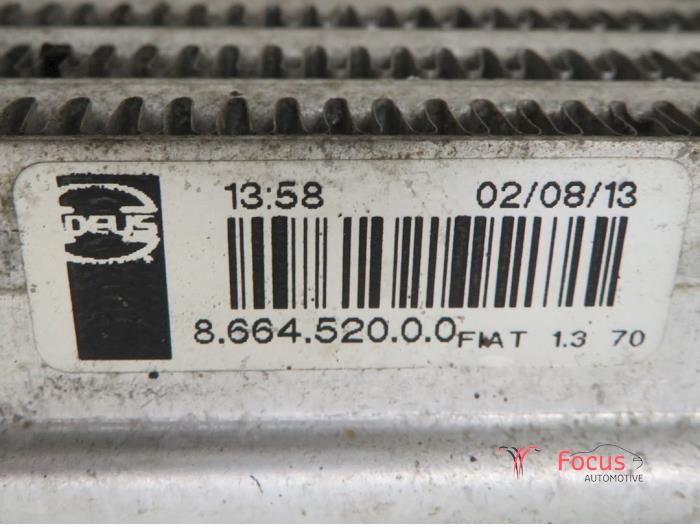 DEUS
13:58 02/08/13
8.664.520.0.0 FIAT 1.3 70
Focus
AUTOMOTIVE